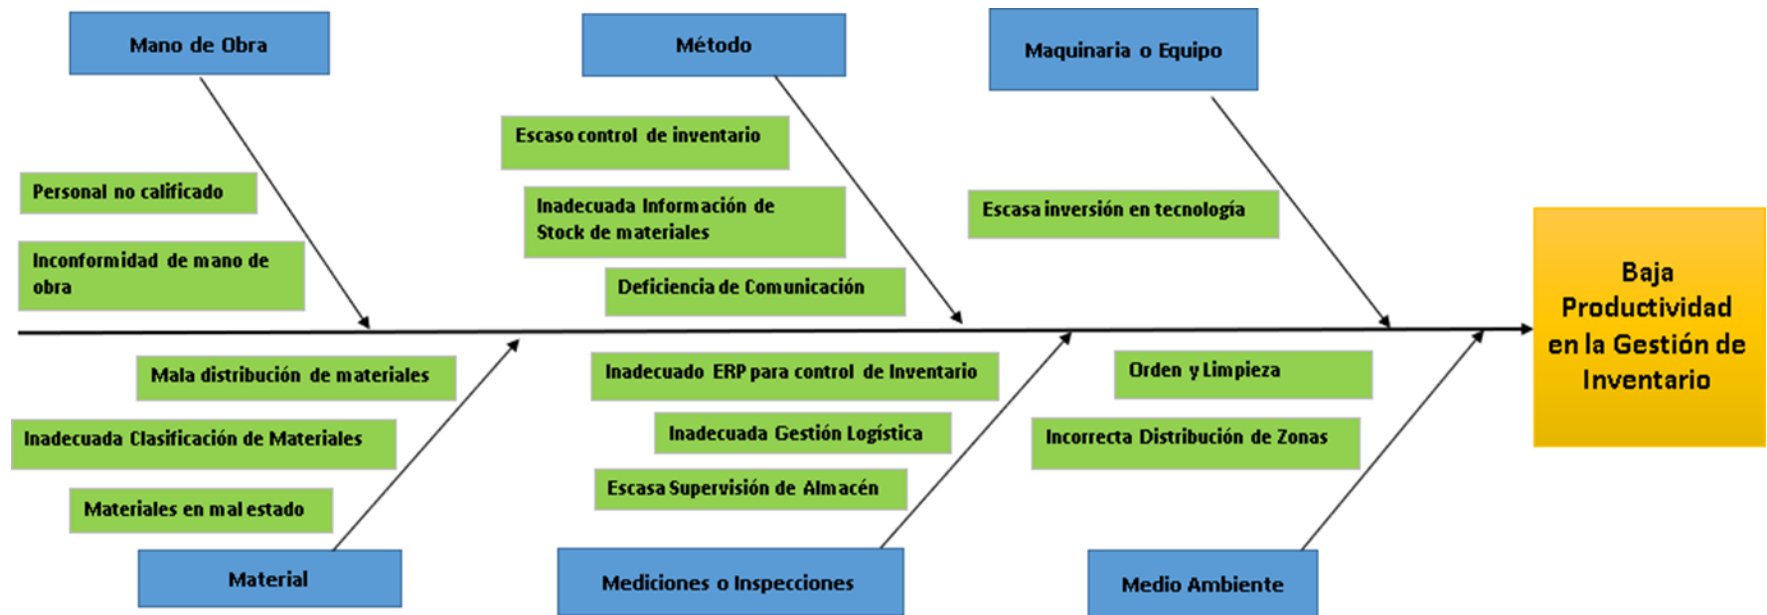 Mano de Obra
Método
Maquinaria o Equipo
Personal no calificado
Inconformidad de mano de
obra
Escaso control de inventario
Inadecuada Información de
Stock de materiales
Deficiencia de Comunicación
Escasa inversión en tecnología
Baja
Productividad
en la Gestión de
Inventario
Mala distribución de materiales
Inadecuada Clasificación de Materiales
Materiales en mal estado
Inadecuado ERP para control de Inventario
Inadecuada Gestión Logística
Escasa Supervisión de Almacén
Orden y Limpieza
Incorrecta Distribución de Zonas
Material
Mediciones o Inspecciones
Medio Ambiente